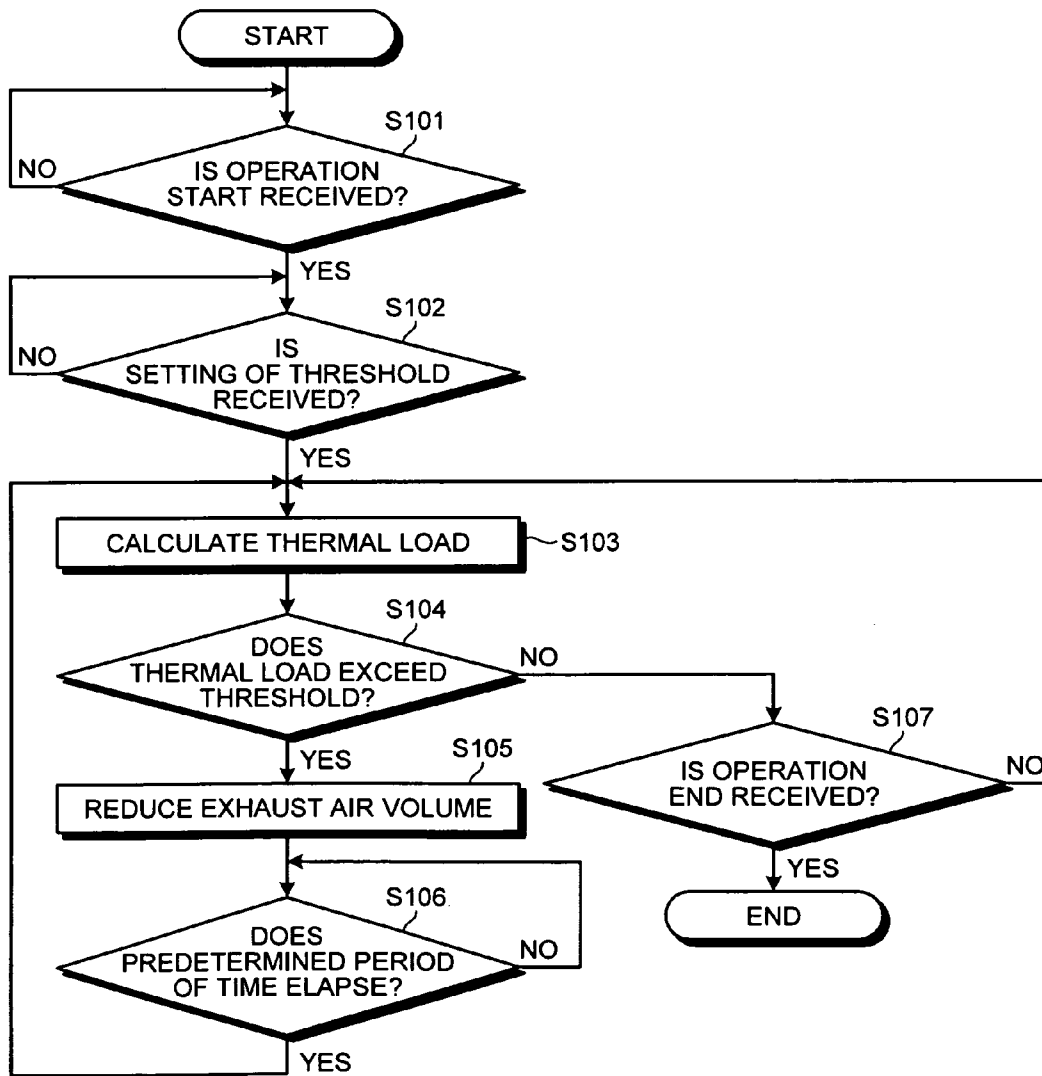 START
S101
NO
IS OPERATION
START RECEIVED?
YES
S102
NO
IS
SETTING OF THRESHOLD
RECEIVED?
YES
CALCULATE THERMAL LOAD
S103
S104
DOES
THERMAL LOAD EXCEED
THRESHOLD?
NO
YES
S105
REDUCE EXHAUST AIR VOLUME
S107
IS OPERATION
END RECEIVED?
NO
YES
END
S106
DOES
PREDETERMINED PERIOD
OF TIME ELAPSE?
NO
YES